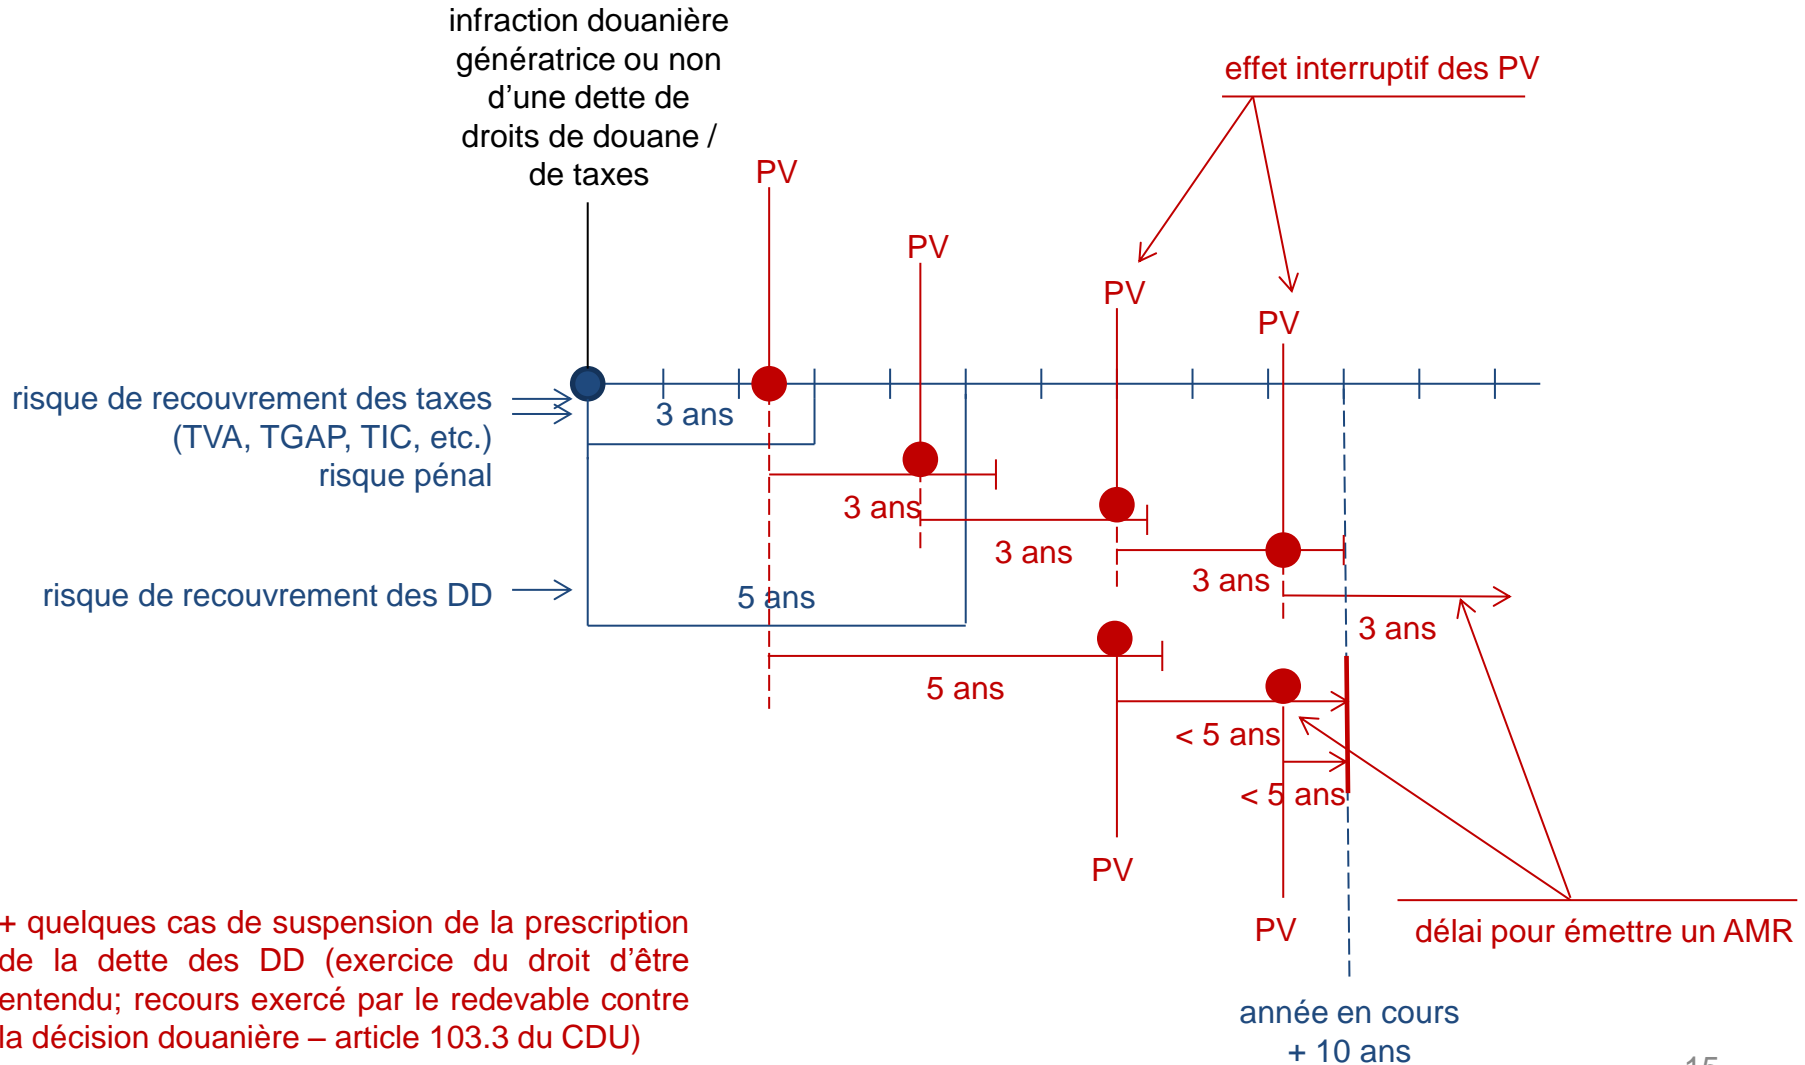 infraction douanière
génératrice ou non
d’une dette de
droits de douane /
de taxes
effet interruptif des PV
PV
PV
PV
PV
risque de recouvrement des taxes
(TVA, TGAP, TIC, etc.)
risque pénal
3 ans
3 ans
3 ans
3 ans
3 ans
risque de recouvrement des DD
5 ans
5 ans
< 5 ans
< 5 ans
PV
PV
délai pour émettre un AMR
+ quelques cas de suspension de la prescription
de la dette des DD (exercice du droit d’être
entendu; recours exercé par le redevable contre
la décision douanière – article 103.3 du CDU)
année en cours
+ 10 ans
15